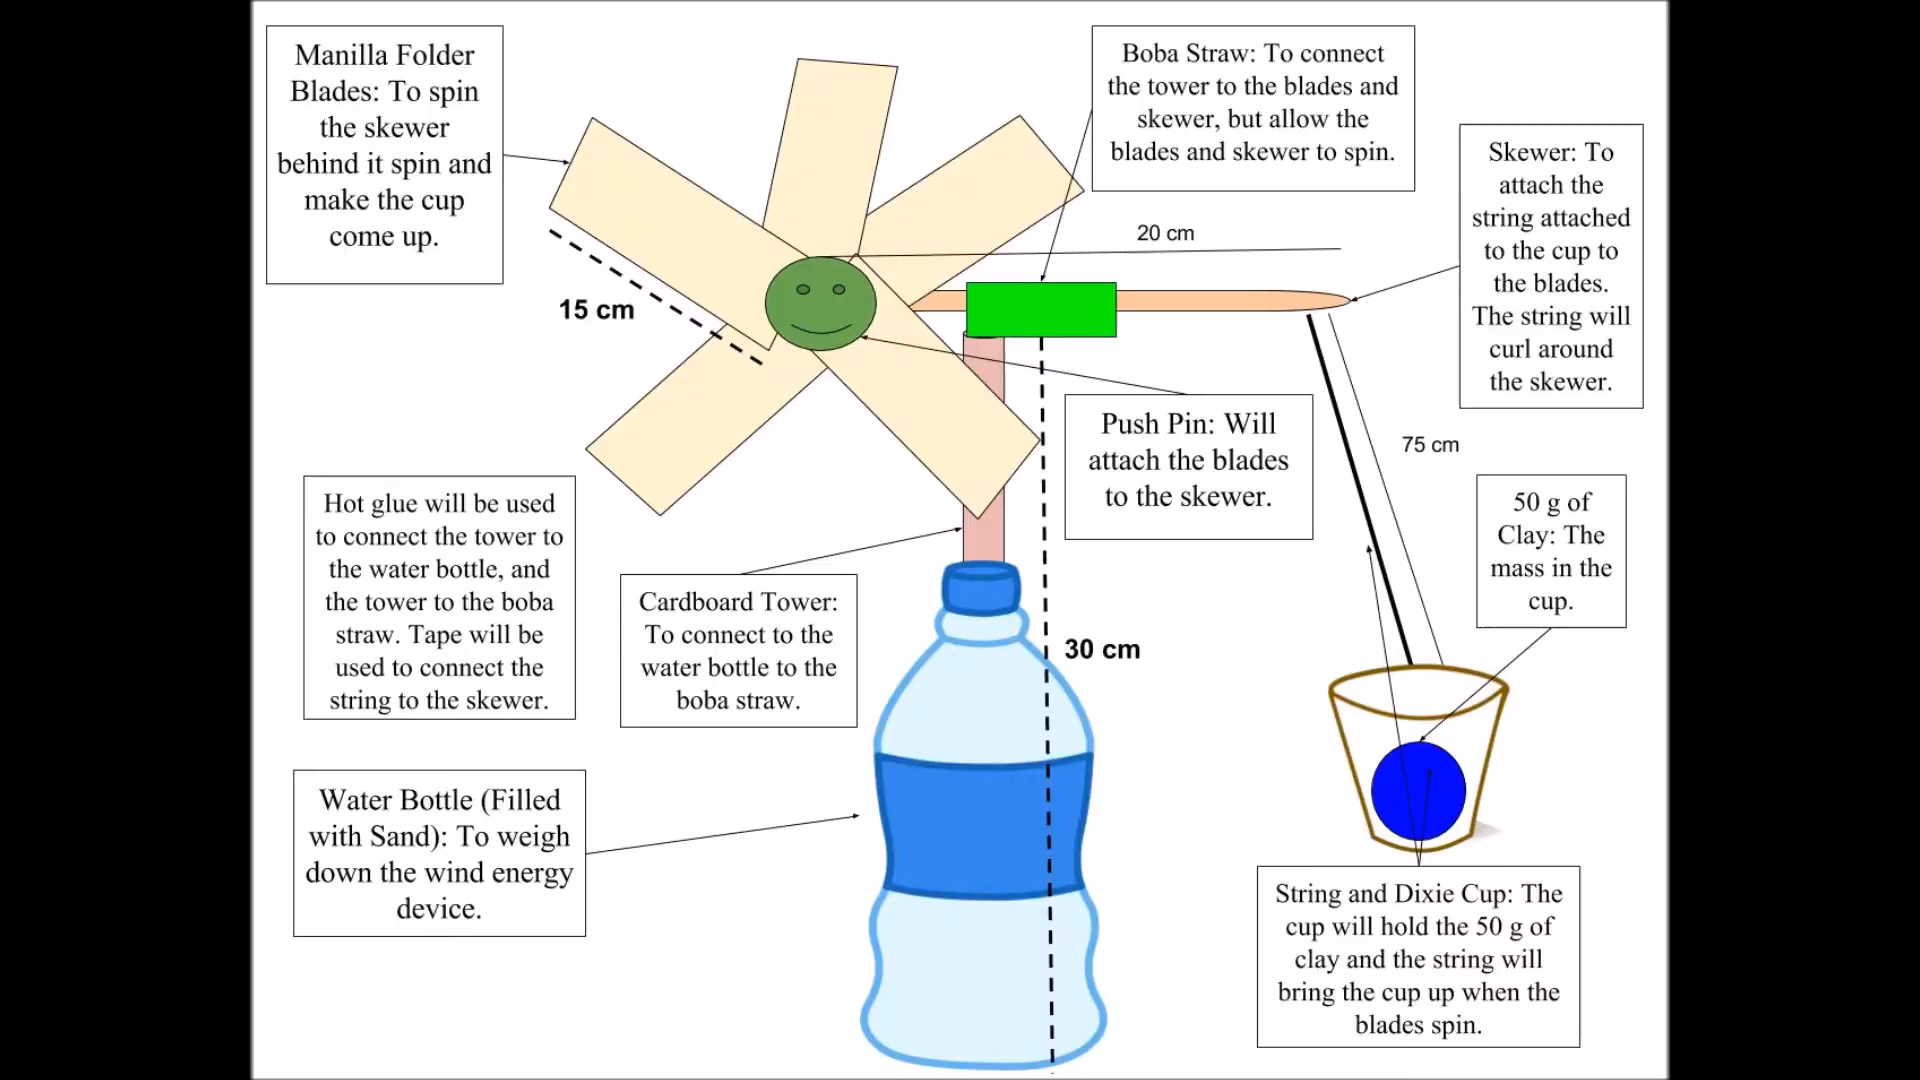 Manilla Folder
Blades: To spin
the skewer
behind it spin and
make the cup
come up.
Boba Straw: To connect
the tower to the blades and
skewer, but allow the
blades and skewer to spin.
Skewer: To
attach the
string attached
to the cup to
the blades.
The string will
curl around
the skewer.
20 cm
15 cm
Push Pin: Will
attach the blades
to the skewer.
75 cm
50 g of
Clay: The
mass in the
cup.
Hot glue will be used
to connect the tower to
the water bottle, and
the tower to the boba
straw. Tape will be
used to connect the
string to the skewer.
Cardboard Tower:
To connect to the
water bottle to the
boba straw.
30 cm
Water Bottle (Filled
with Sand): To weigh
down the wind energy
device.
String and Dixie Cup: The
cup will hold the 50 g of
clay and the string will
bring the cup up when the
blades spin.